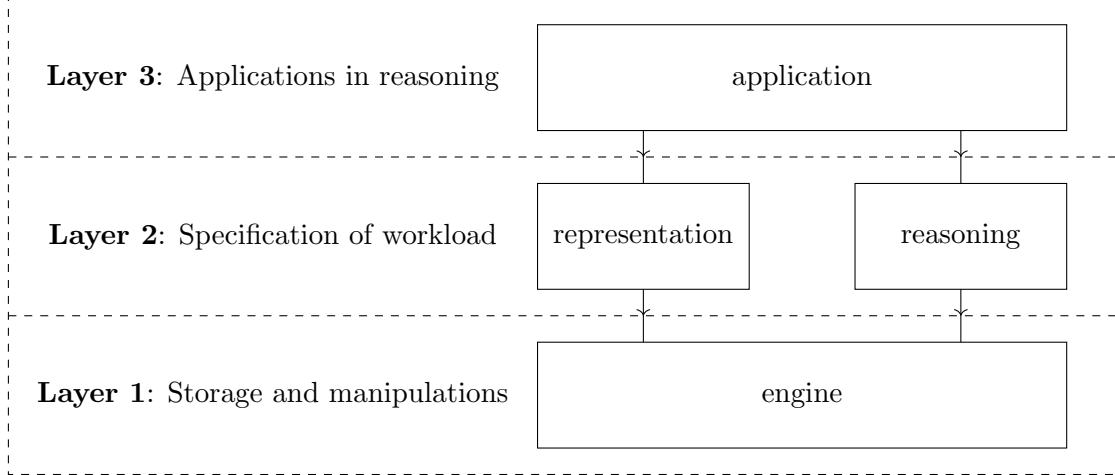 Layer 3: Applications in reasoning
application
Layer 2: Specification of workload
representation
reasoning
Layer 1: Storage and manipulations
engine